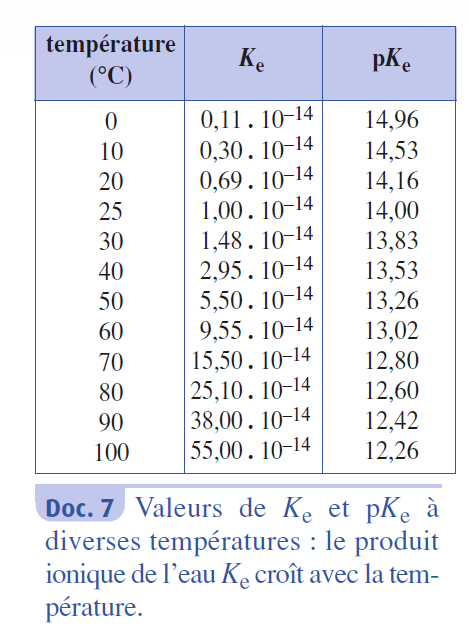 température (°C) Ke pKe
0 0,11 . 10–14 14,96
10 0,30 . 10–14 14,53
20 0,69 . 10–14 14,16
25 1,00 . 10–14 14,00
30 1,48 . 10–14 13,83
40 2,95 . 10–14 13,53
50 5,50 . 10–14 13,26
60 9,55 . 10–14 13,02
70 15,50 . 10–14 12,80
80 25,10 . 10–14 12,60
90 38,00 . 10–14 12,42
100 55,00 . 10–14 12,26
Doc. 7 Valeurs de Ke et pKe à
diverses températures : le produit
ionique de l’eau Ke croît avec la tem-
pérature.